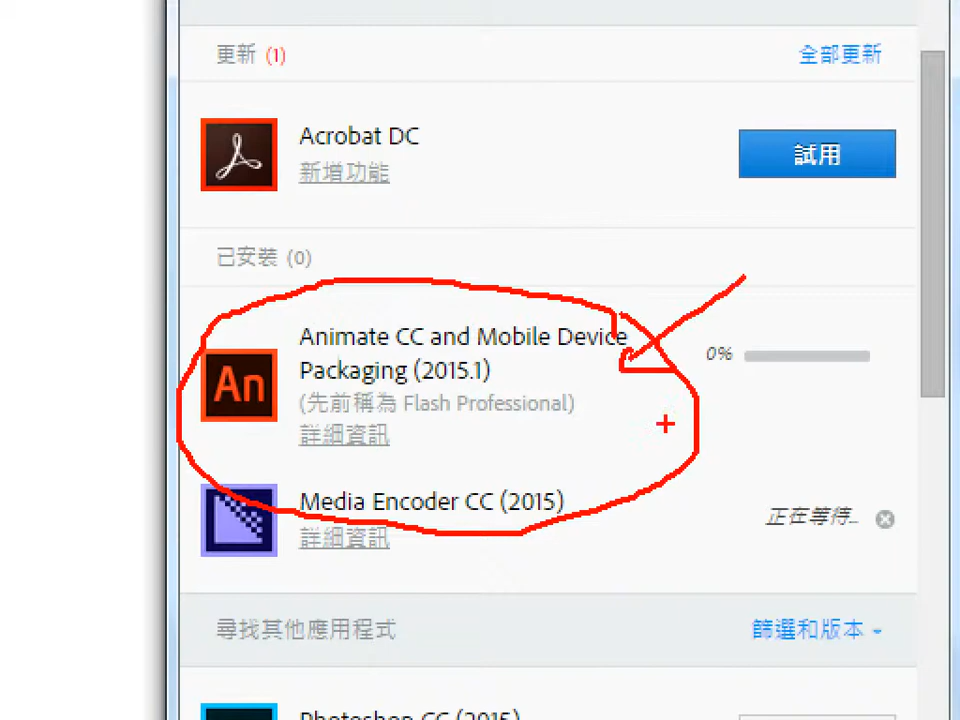 更新 (1)
全部更新
Acrobat DC
新增功能
試用
已安裝 (0)
Animate CC and Mobile Device
Packaging (2015.1)
(先前稱為 Flash Professional)
詳細資訊
0%
An
Media Encoder CC (2015)
詳細資訊
正在等待...
尋找其他應用程式
篩選和版本
Photoshop CC (2015)